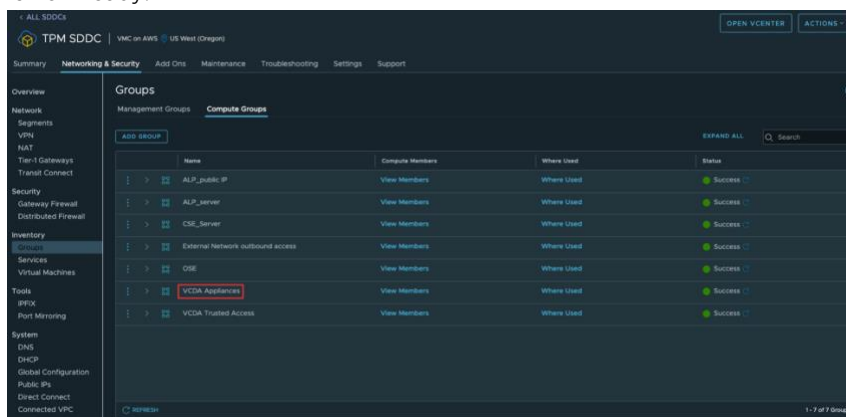 < ALL SDDCs
TPM SDDC | VMC on AWS US West (Oregon)
OPEN VCENTER
ACTIONS
Summary Networking & Security Add Ons Maintenance Troubleshooting Settings Support
Overview
Network
Segments
VPN
NAT
Tier-1 Gateways
Transit Connect
Security
Gateway Firewall
Distributed Firewall
Inventory
Groups
Services
Virtual Machines
Tools
IPFIX
Port Mirroring
System
DNS
DHCP
Global Configuration
Public IPs
Direct Connect
Connected VPC
Groups
Management Groups Compute Groups
ADD GROUP
EXPAND ALL Search
Name Compute Members Where Used Status
ALP_public IP View Members Where Used Success
ALP_server View Members Where Used Success
CSE_Server View Members Where Used Success
External Network outbound access View Members Where Used Success
OSE View Members Where Used Success
VCDA Appliances View Members Where Used Success
VCDA Trusted Access View Members Where Used Success
REFRESH 1 - 7 of 7 Group